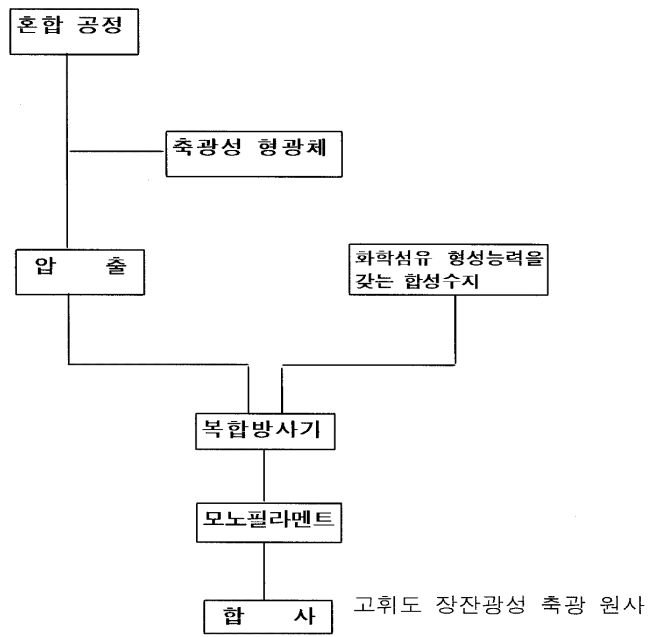 혼합 공정
축광성 형광체
압 출
화학섬유 형성능력을
갖는 합성수지
복합방사기
모노필라멘트
합 사
고휘도 장잔광성 축광 원사